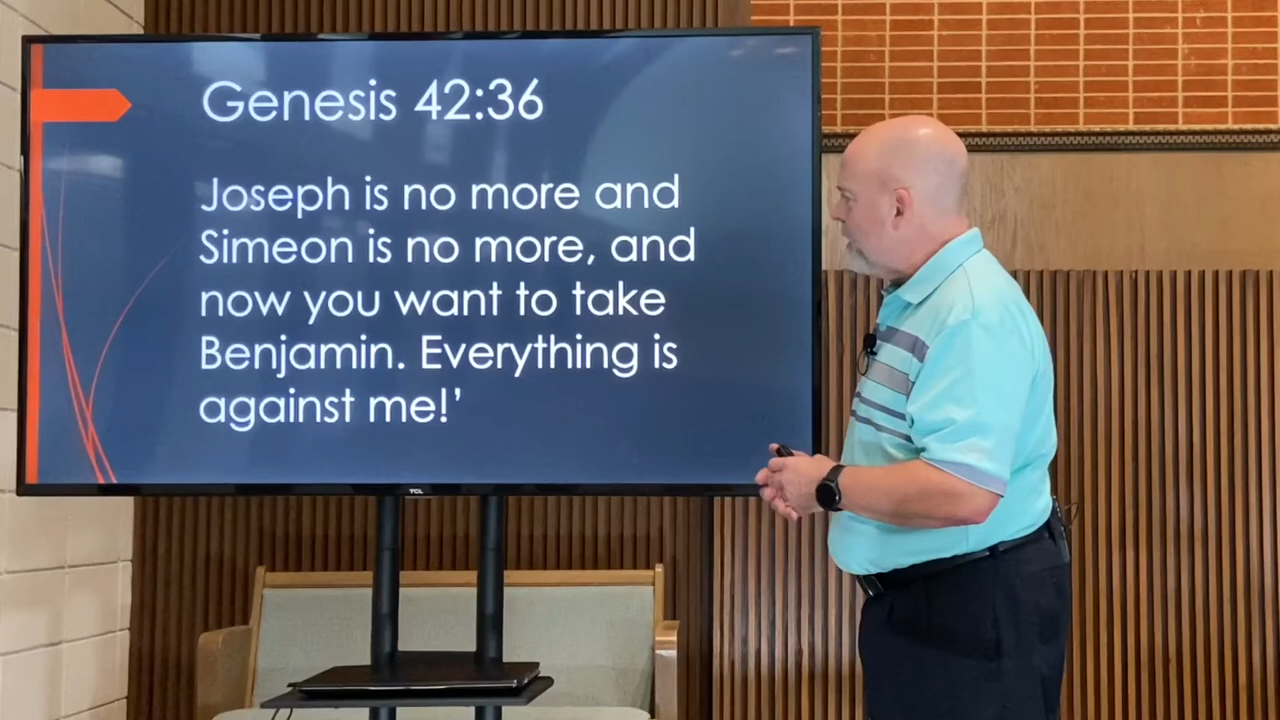 Genesis 42:36
Joseph is no more and
Simeon is no more, and
now you want to take
Benjamin. Everything is
against me!’
TCL